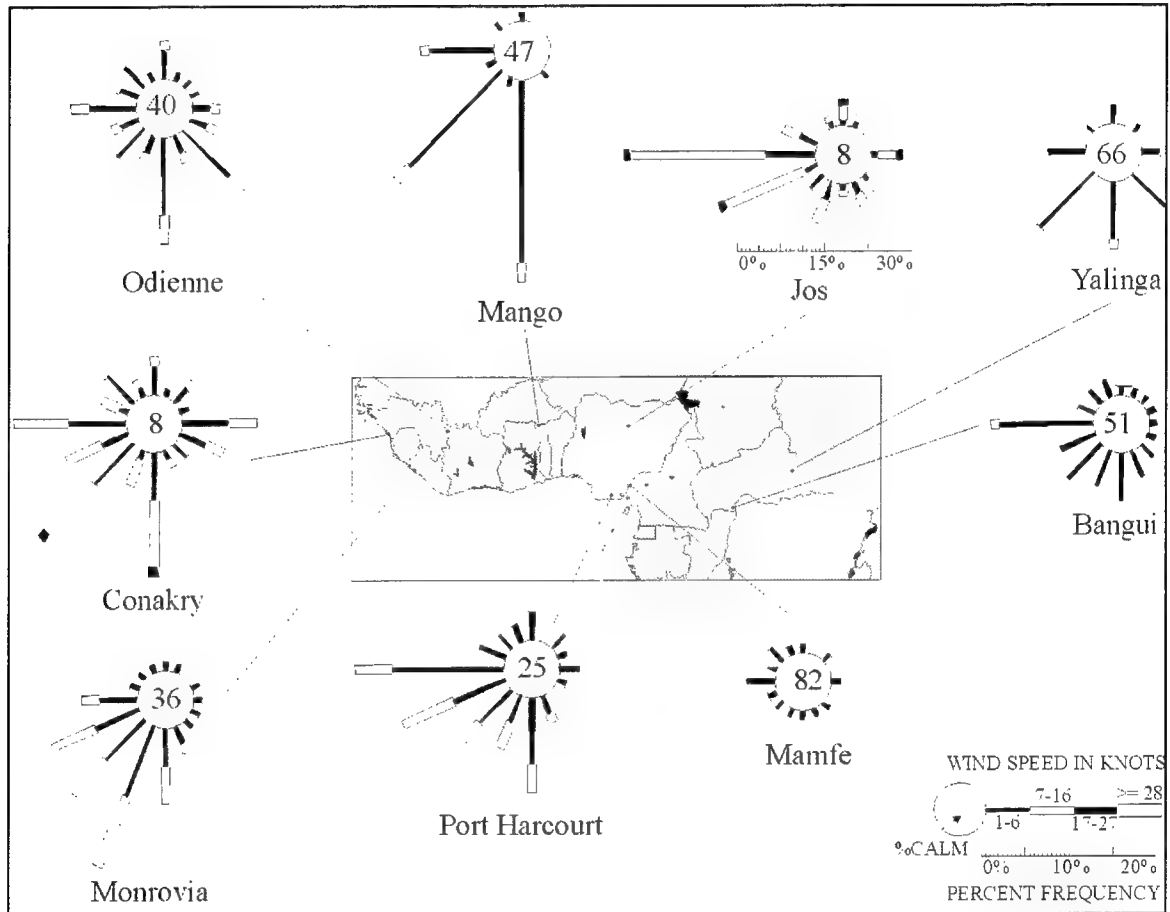 40
Odienne
47
Mango
8
0% 15% 30%
Jos
66
Yalinga
8
Conakry
51
Bangui
36
Monrovia
25
Port Harcourt
82
Mamfe
WIND SPEED IN KNOTS
7-16 >= 28
1-6 17-27
%CALM
0% 10% 20%
PERCENT FREQUENCY